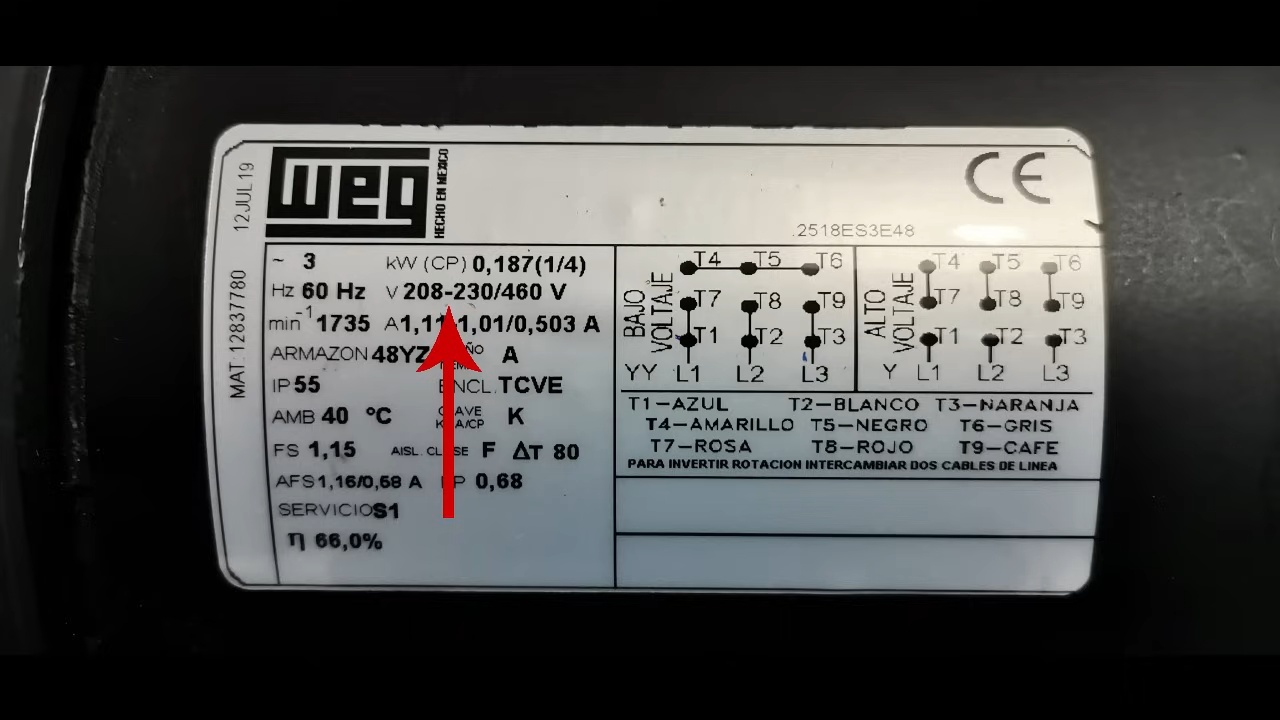 12JUL19
MAT.:12837780
WEG
HECHO EN MEXICO
CE
2518ES3E48
~ 3 kW (CP) 0,187(1/4)
Hz 60 Hz V 208-230/460 V
min-1 1735 A 1,11-1,01/0,503 A
ARMAZON 48YZ A
IP 55 ENCL. TCVE
AMB 40 °C CLAVE KVA/CP K
FS 1,15 AISL. CLASE F ΔT 80
AFS 1,16/0,58 A FP 0,68
SERVICIO S1
η 66,0%
BAJO VOLTAJE
T4 T5 T6
T7 T8 T9
T1 T2 T3
YY L1 L2 L3
ALTO VOLTAJE
T4 T5 T6
T7 T8 T9
T1 T2 T3
Y L1 L2 L3
T1-AZUL T2-BLANCO T3-NARANJA
T4-AMARILLO T5-NEGRO T6-GRIS
T7-ROSA T8-ROJO T9-CAFE
PARA INVERTIR ROTACION INTERCAMBIAR DOS CABLES DE LINEA